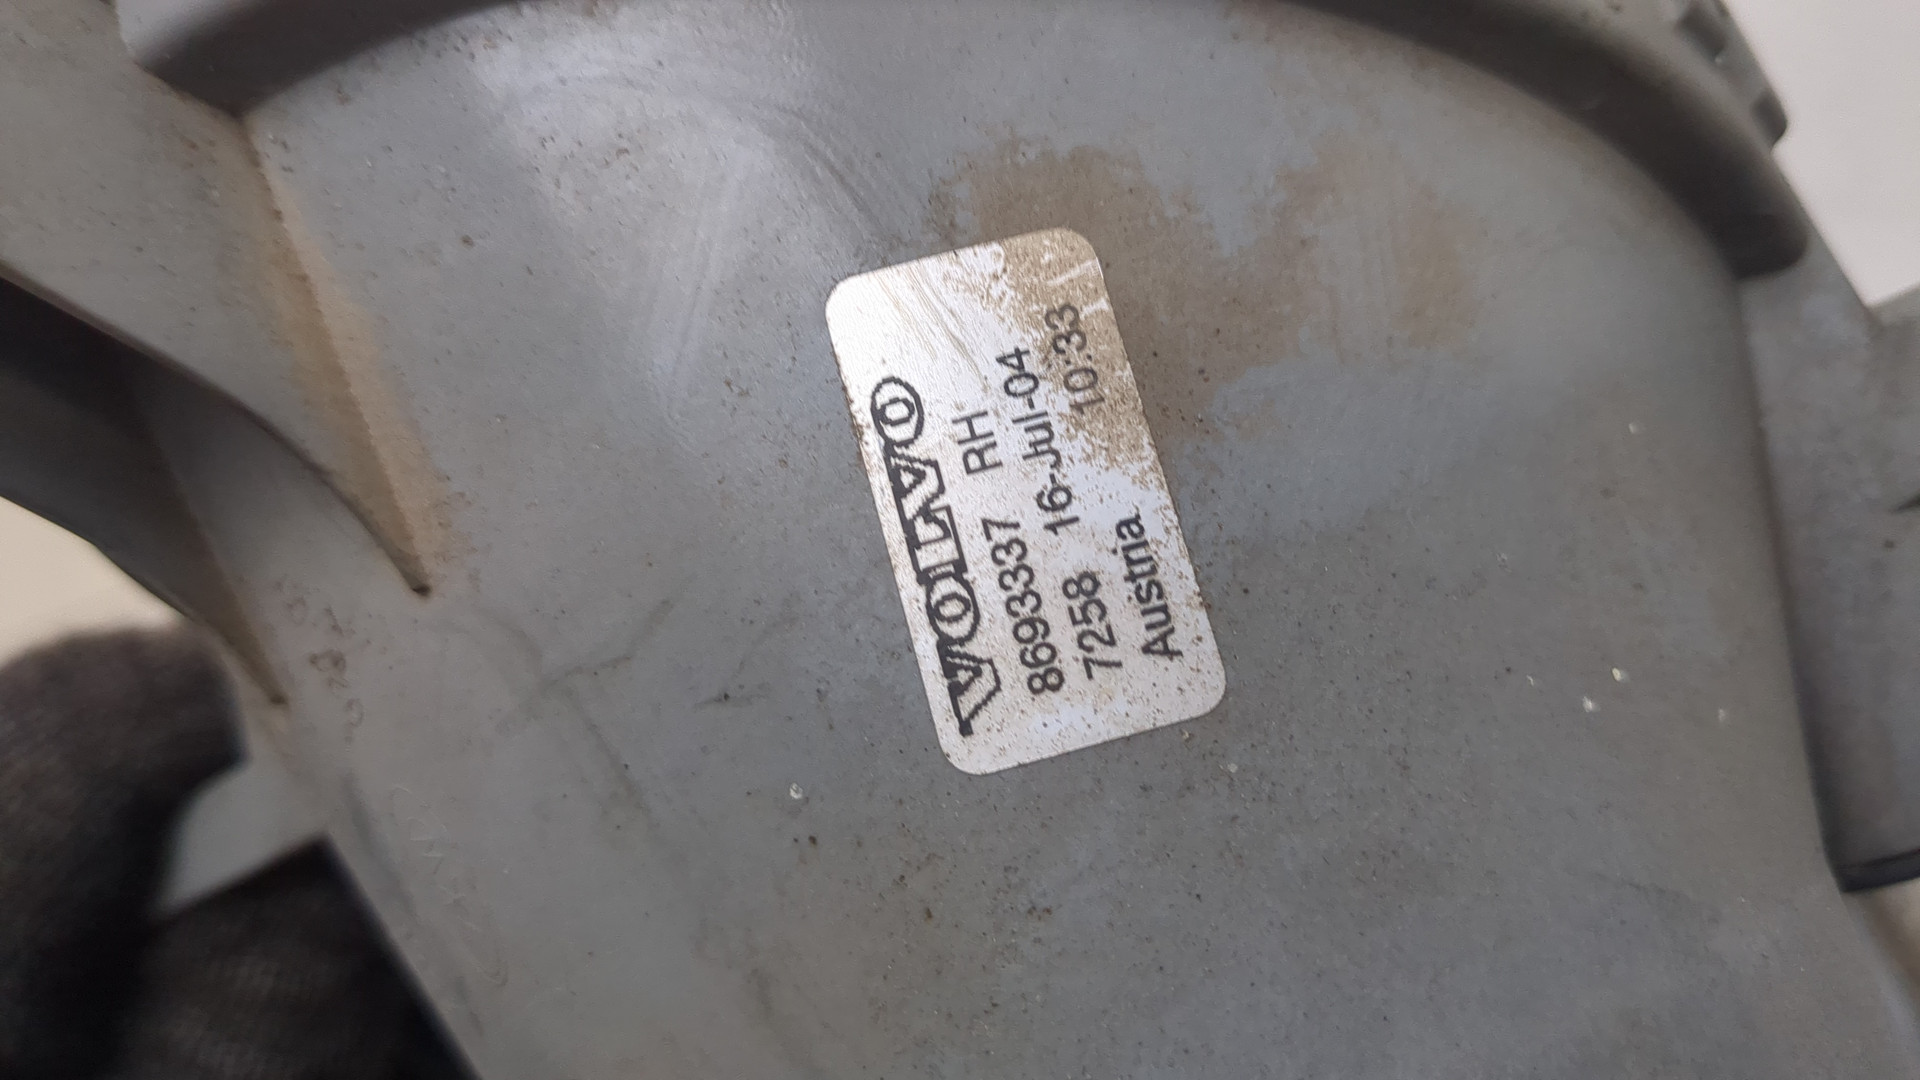 VOLVO
8693337 RH
7258 16-Jul-04
Austria 10:33